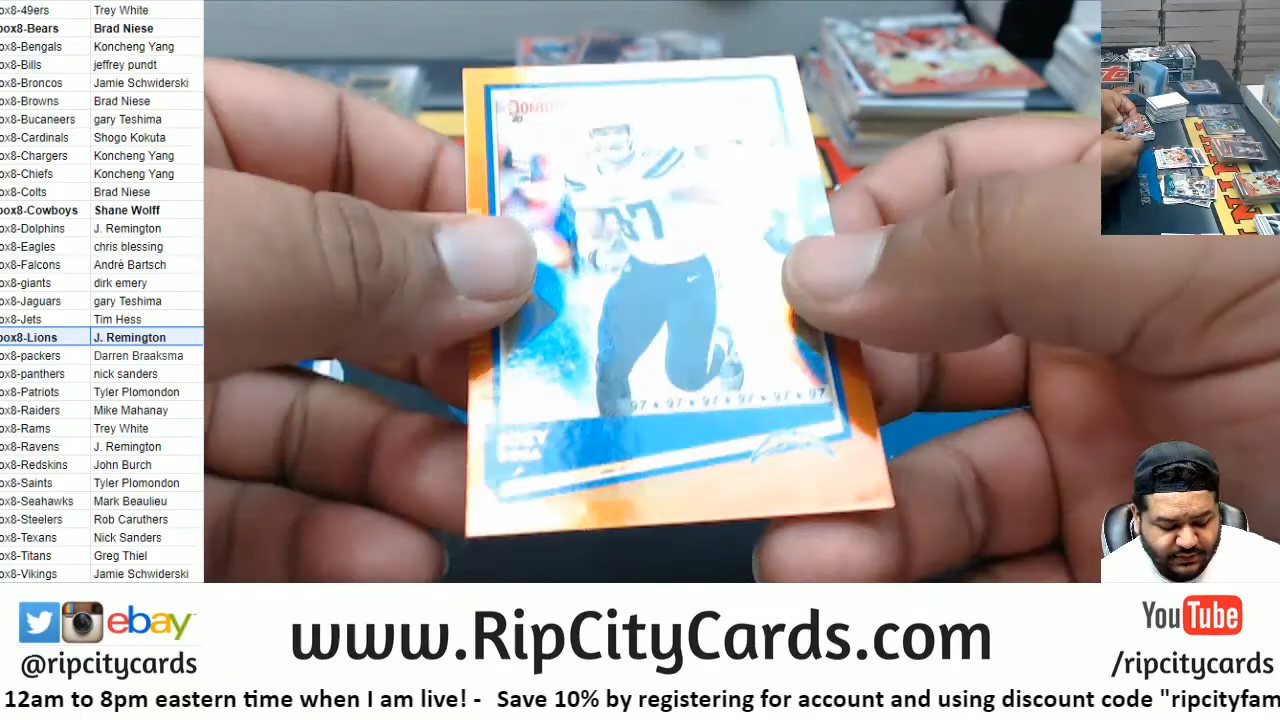 ox8-49ers Trey White
box8-Bears Brad Niese
ox8-Bengals Koncheng Yang
ox8-Bills jeffrey pundt
ox8-Broncos Jamie Schwiderski
ox8-Browns Brad Niese
ox8-Bucaneers gary Teshima
ox8-Cardinals Shogo Kokuta
ox8-Chargers Koncheng Yang
ox8-Chiefs Koncheng Yang
ox8-Colts Brad Niese
box8-Cowboys Shane Wolff
ox8-Dolphins J. Remington
ox8-Eagles chris blessing
ox8-Falcons André Bartsch
ox8-giants dirk emery
ox8-Jaguars gary Teshima
ox8-Jets Tim Hess
box8-Lions J. Remington
ox8-packers Darren Braaksma
ox8-panthers nick sanders
ox8-Patriots Tyler Plomondon
ox8-Raiders Mike Mahanay
ox8-Rams Trey White
ox8-Ravens J. Remington
ox8-Redskins John Burch
ox8-Saints Tyler Plomondon
ox8-Seahawks Mark Beaulieu
ox8-Steelers Rob Caruthers
ox8-Texans Nick Sanders
ox8-Titans Greg Thiel
ox8-Vikings Jamie Schwiderski
97
97 97 97 97 97 97
ebay
@ripcitycards
www.RipCityCards.com
YouTube
/ripcitycards
12am to 8pm eastern time when I am live! - Save 10% by registering for account and using discount code "ripcityfam